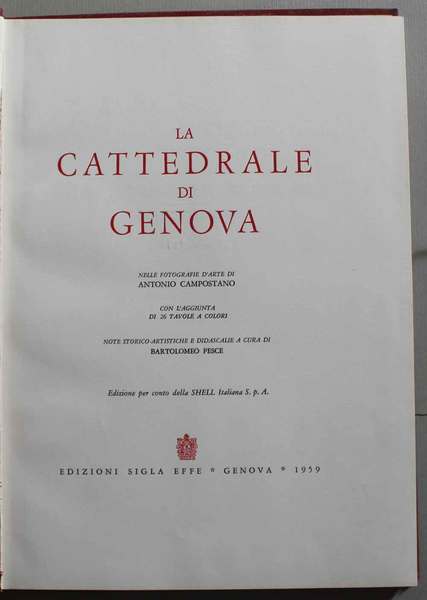 LA
CATTEDRALE
DI
GENOVA
NELLE FOTOGRAFIE D'ARTE DI
ANTONIO CAMPOSTANO
CON L'AGGIUNTA
DI 26 TAVOLE A COLORI
NOTE STORICO-ARTISTICHE E DIDASCALIE A CURA DI
BARTOLOMEO PESCE
Edizione per conto della SHELL Italiana S. p. A.
EDIZIONI SIGLA EFFE * GENOVA * 1959